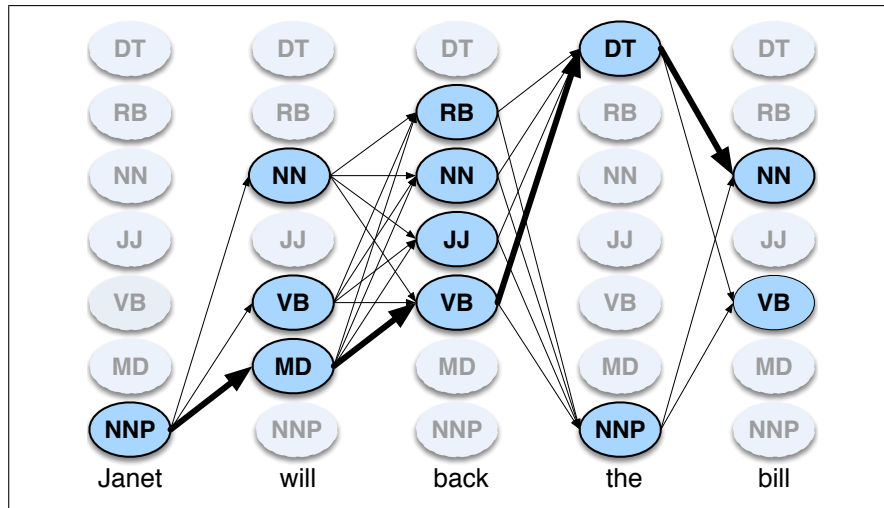 DT DT DT DT DT
RB RB RB RB RB
NN NN NN NN NN
JJ JJ JJ JJ JJ
VB VB VB VB VB
MD MD MD MD MD
NNP NNP NNP NNP NNP
Janet will back the bill